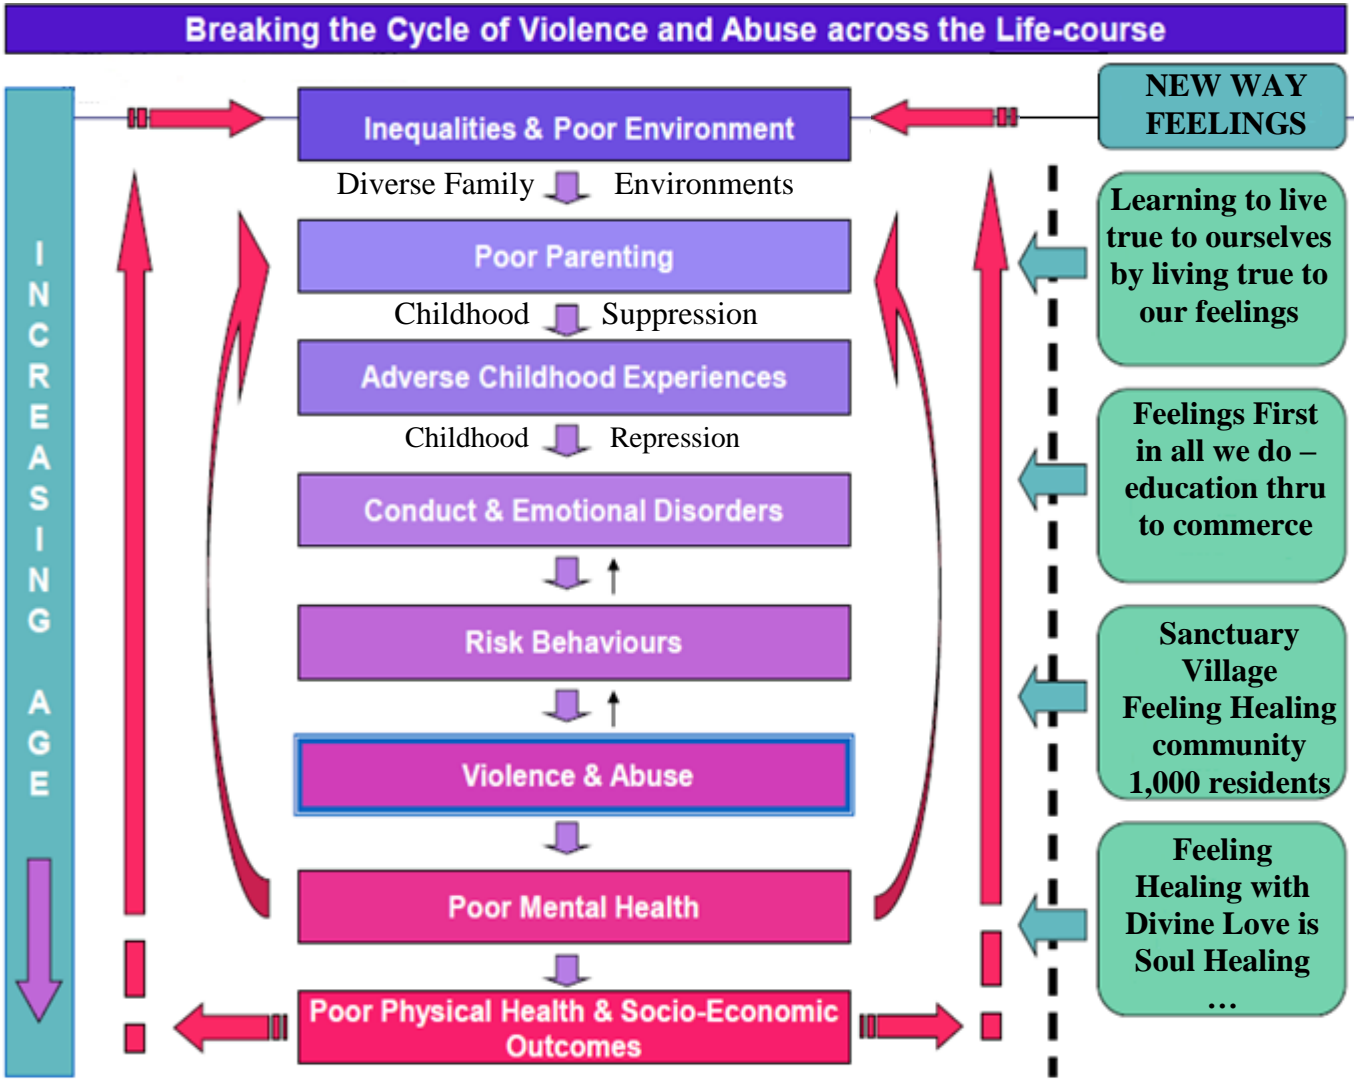 Breaking the Cycle of Violence and Abuse across the Life-course
INCREASING AGE
Inequalities & Poor Environment
Diverse Family Environments
Poor Parenting
Childhood Suppression
Adverse Childhood Experiences
Childhood Repression
Conduct & Emotional Disorders
Risk Behaviours
Violence & Abuse
Poor Mental Health
Poor Physical Health & Socio-Economic
Outcomes
NEW WAY
FEELINGS
Learning to live
true to ourselves
by living true to
our feelings
Feelings First
in all we do –
education thru
to commerce
Sanctuary
Village
Feeling Healing
community
1,000 residents
Feeling
Healing with
Divine Love is
Soul Healing
…